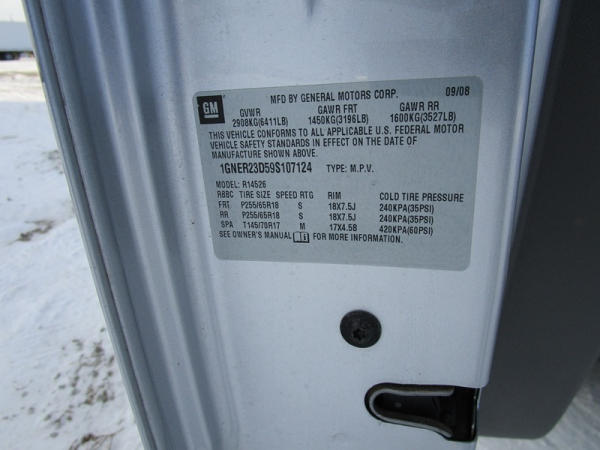 GM
MFD BY GENERAL MOTORS CORP. 09/08
GVWR GAWR FRT GAWR RR
2908KG(6411LB) 1450KG(3196LB) 1600KG(3527LB)
THIS VEHICLE CONFORMS TO ALL APPLICABLE U.S. FEDERAL MOTOR
VEHICLE SAFETY STANDARDS IN EFFECT ON THE DATE OF
MANUFACTURE SHOWN ABOVE.
1GNER23D59S107124 TYPE: M.P.V.
MODEL: R14526
RBBC TIRE SIZE SPEED RTG RIM COLD TIRE PRESSURE
FRT P255/65R18 S 18X7.5J 240KPA(35PSI)
RR P255/65R18 S 18X7.5J 240KPA(35PSI)
SPA T145/70R17 M 17X4.5B 420KPA(60PSI)
SEE OWNER'S MANUAL i FOR MORE INFORMATION.